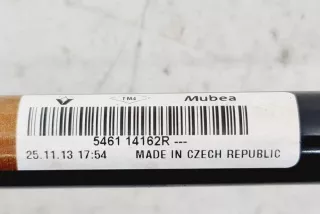 Mubea
5461 14162R ---
25.11.13 17:54 MADE IN CZECH REPUBLIC